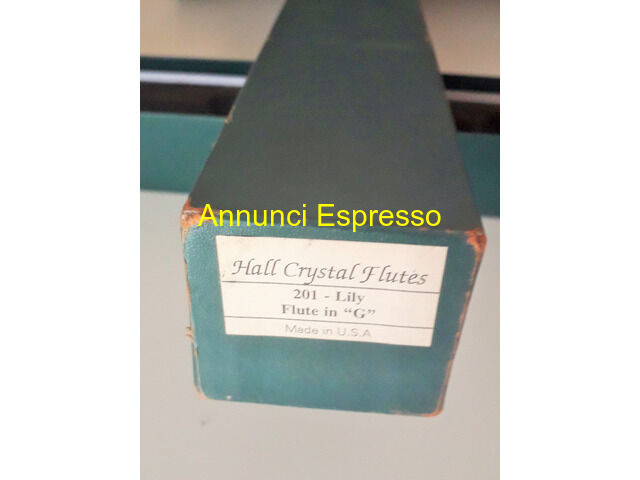 Annunci Espresso
Hall Crystal Flutes
201 - Lily
Flute in “G”
Made in U.S.A